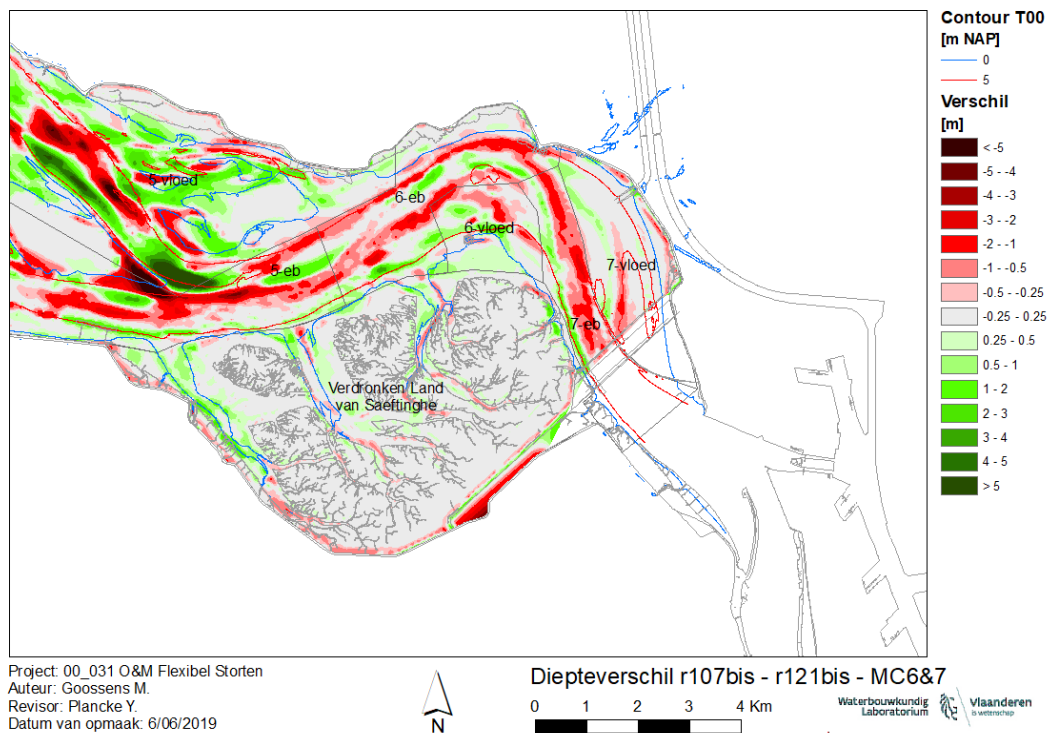 Contour T00
[m NAP]
0
5
Verschil
[m]
< -5
-5 - -4
-4 - -3
-3 - -2
-2 - -1
-1 - -0.5
-0.5 - -0.25
-0.25 - 0.25
0.25 - 0.5
0.5 - 1
1 - 2
2 - 3
3 - 4
4 - 5
> 5
5-vloed
6-eb
6-vloed
5-eb
7-vloed
7-eb
Verdronken Land
van Saeftinghe
Project: 00_031 O&M Flexibel Storten
Auteur: Goossens M.
Revisor: Plancke Y.
Datum van opmaak: 6/06/2019
N
Diepteverschil r107bis - r121bis - MC6&7
0 1 2 3 4 Km
Waterbouwkundig
Laboratorium
Vlaanderen
is wetenschap